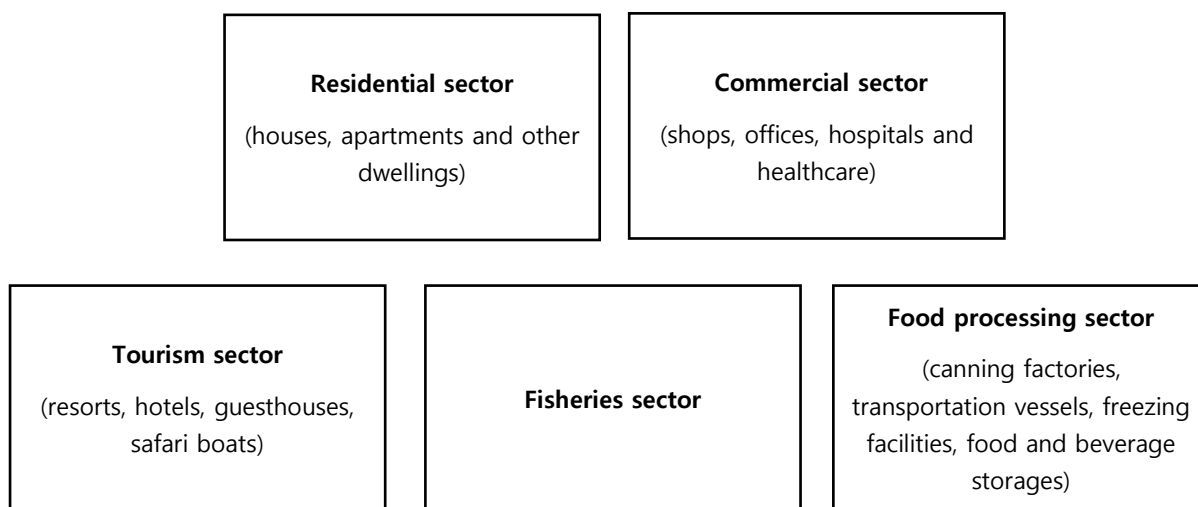 Residential sector
(houses, apartments and other
dwellings)
Commercial sector
(shops, offices, hospitals and
healthcare)
Tourism sector
(resorts, hotels, guesthouses,
safari boats)
Fisheries sector
Food processing sector
(canning factories,
transportation vessels, freezing
facilities, food and beverage
storages)